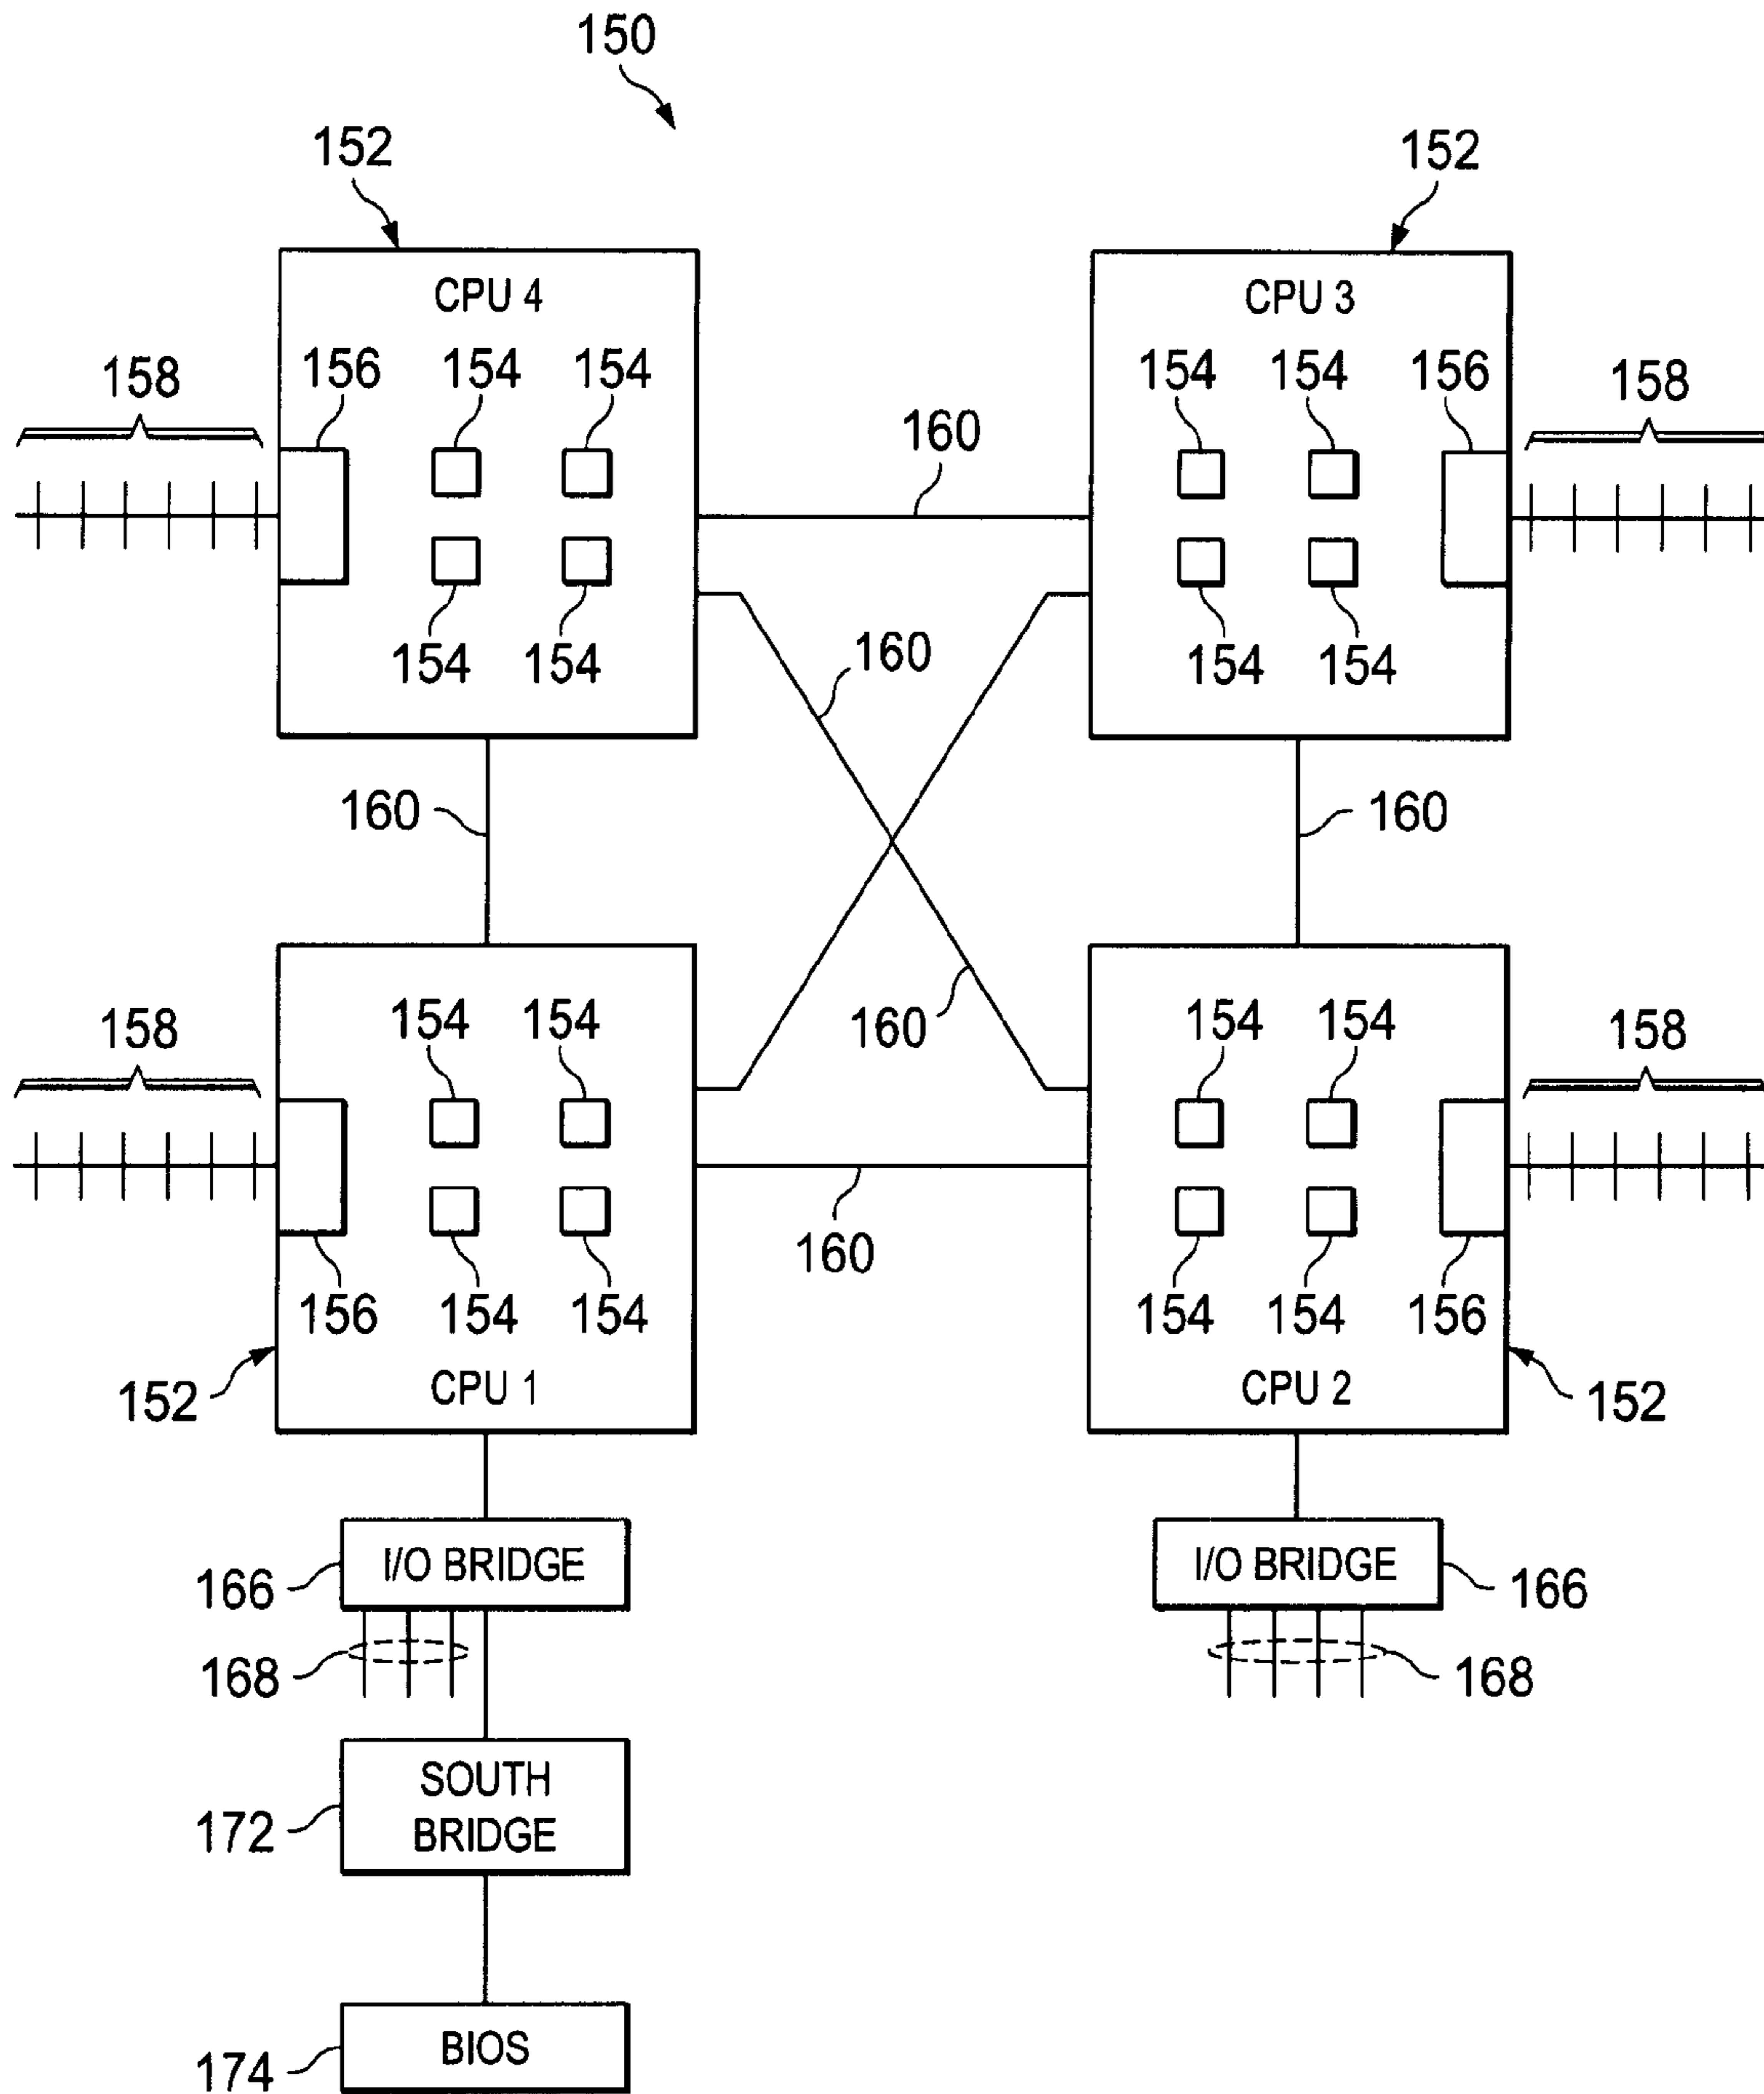 150
152 152
CPU 4 CPU 3
158 156 154 154 154 154 156 158
160
154 154 154 154
160
160 160
160
158 154 154 160 154 154 158
160
156 154 154 154 154 156
152 CPU 1 CPU 2 152
166 I/O BRIDGE I/O BRIDGE 166
168 168
SOUTH
172 BRIDGE
174 BIOS